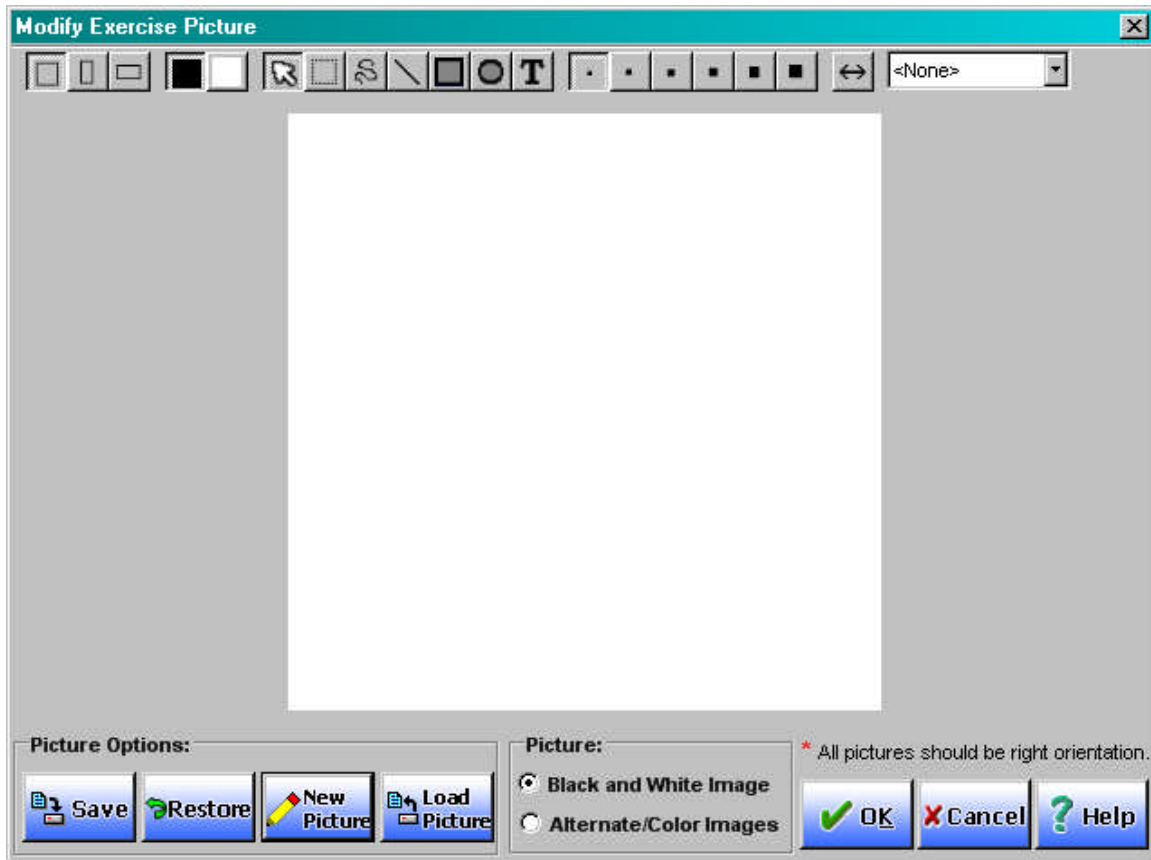 Modify Exercise Picture
T
<None>
Picture Options:
Save
Restore
New
Picture
Load
Picture
Picture:
Black and White Image
Alternate/Color Images
* All pictures should be right orientation.
OK
Cancel
? Help